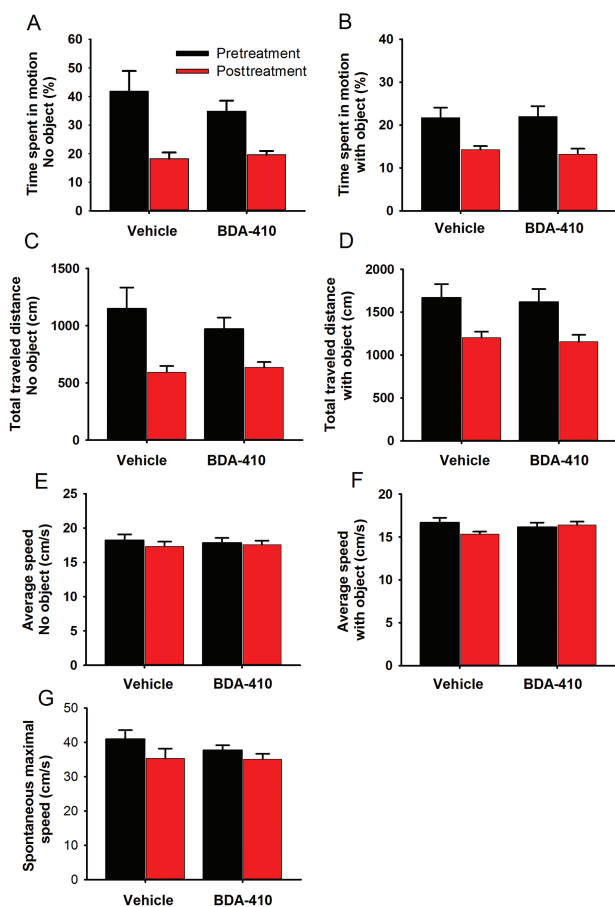 A
Time spent in motion
No object (%)
60
50
40
30
20
10
0
Pretreatment
Posttreatment
Vehicle
BDA-410
B
Time spent in motion
with object (%)
40
30
20
10
0
Vehicle
BDA-410
C
Total traveled distance
No object (cm)
1500
1000
500
0
Vehicle
BDA-410
D
Total traveled distance
with object (cm)
2000
1500
1000
500
0
Vehicle
BDA-410
E
Average speed
No object (cm/s)
25
20
15
10
5
0
Vehicle
BDA-410
F
Average speed
with object (cm/s)
20
15
10
5
0
Vehicle
BDA-410
G
Spontaneous maximal
speed (cm/s)
50
40
30
20
10
0
Vehicle
BDA-410